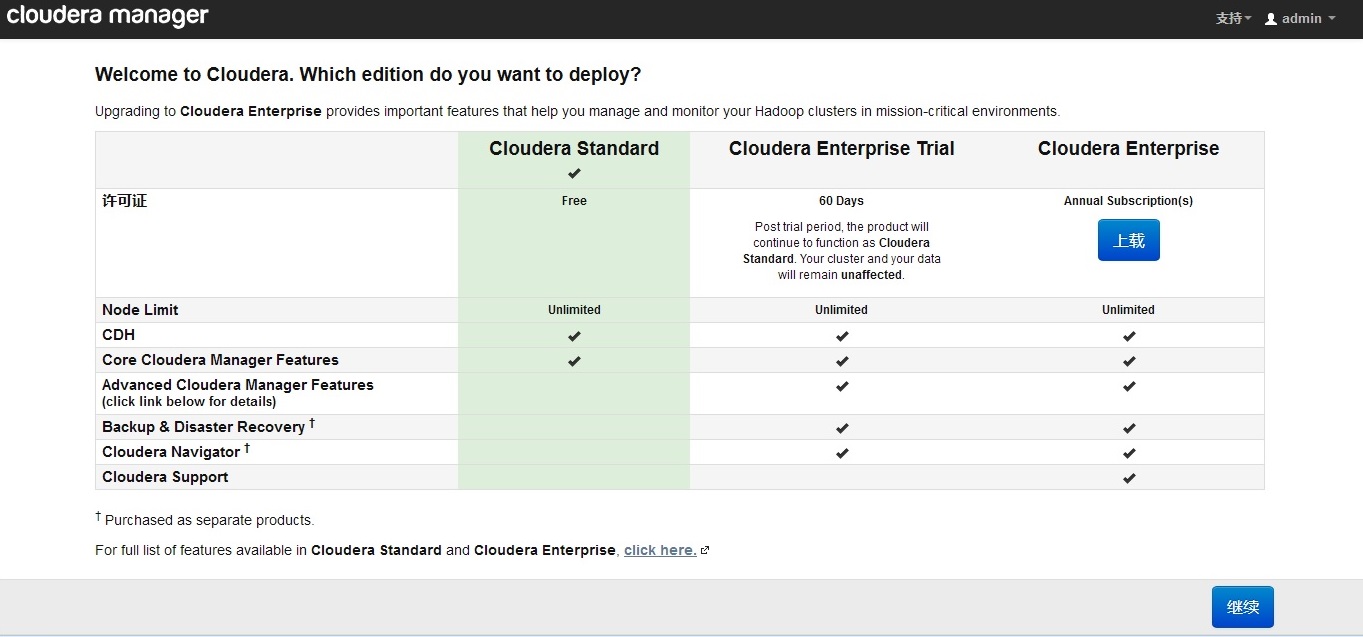 cloudera manager
支持 admin
Welcome to Cloudera. Which edition do you want to deploy?
Upgrading to Cloudera Enterprise provides important features that help you manage and monitor your Hadoop clusters in mission-critical environments.
Cloudera Standard Cloudera Enterprise Trial Cloudera Enterprise
许可证 Free 60 Days Annual Subscription(s)
Post trial period, the product will
continue to function as Cloudera
Standard. Your cluster and your data
will remain unaffected.
上载
Node Limit Unlimited Unlimited Unlimited
CDH
Core Cloudera Manager Features
Advanced Cloudera Manager Features
(click link below for details)
Backup & Disaster Recovery †
Cloudera Navigator †
Cloudera Support
† Purchased as separate products.
For full list of features available in Cloudera Standard and Cloudera Enterprise, click here.
继续